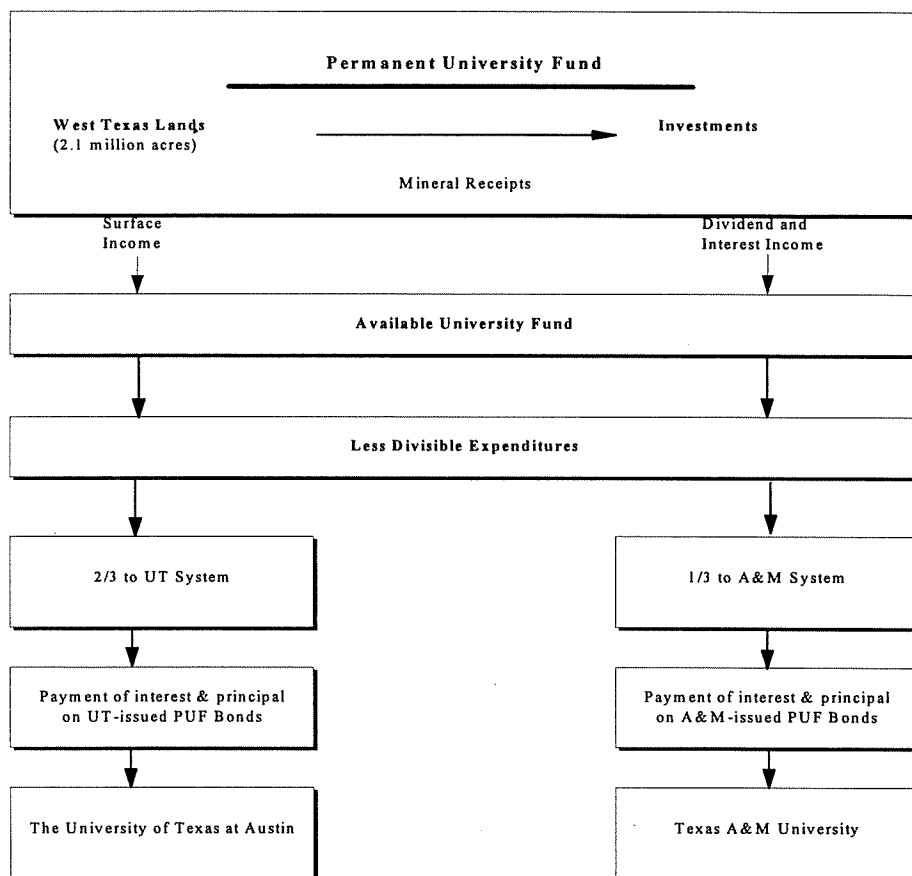 Permanent University Fund
West Texas Lands
(2.1 million acres)
Investments
Mineral Receipts
Surface
Income
Dividend and
Interest Income
Available University Fund
Less Divisible Expenditures
2/3 to UT System
1/3 to A&M System
Payment of interest & principal
on UT-issued PUF Bonds
Payment of interest & principal
on A&M-issued PUF Bonds
The University of Texas at Austin
Texas A&M University